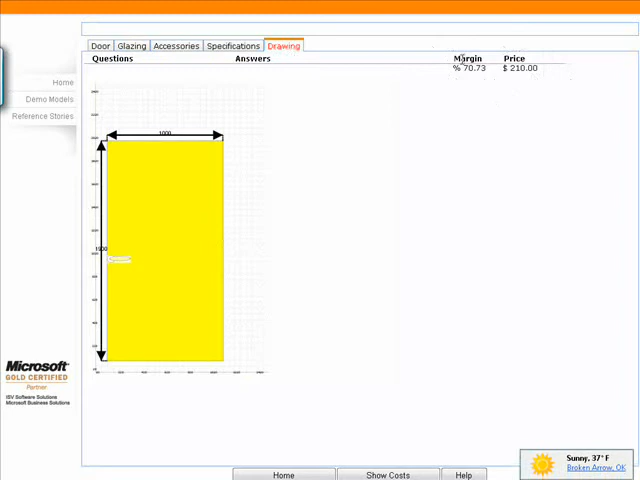 Door Glazing Accessories Specifications Drawing
Questions Answers Margin Price
% 70.73 $ 210.00
Home
Demo Models
Reference Stories
1000
Microsoft
GOLD CERTIFIED
Partner
ISV Software Solutions
Microsoft Business Solutions
Sunny, 37° F
Broken Arrow, OK
Home Show Costs Help